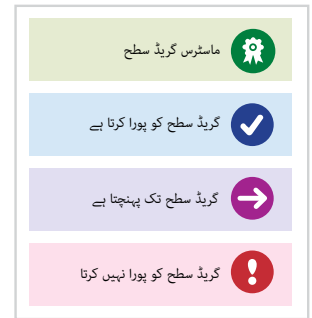 ماسٹرس گریڈ سطح
گریڈ سطح کو پورا کرتا ہے
گریڈ سطح تک پہنچتا ہے
گریڈ سطح کو پورا نہیں کرتا